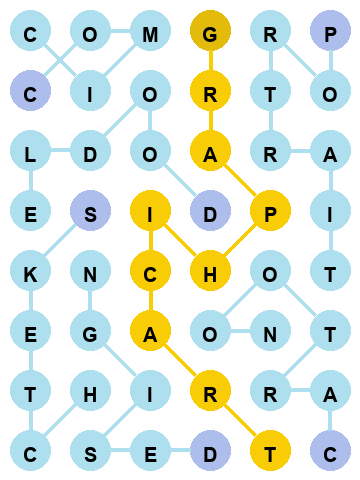 C O M G R P
C I O R T O
L D O A R A
E S I D P I
K N C H O T
E G A O N T
T H I R R A
C S E D T C